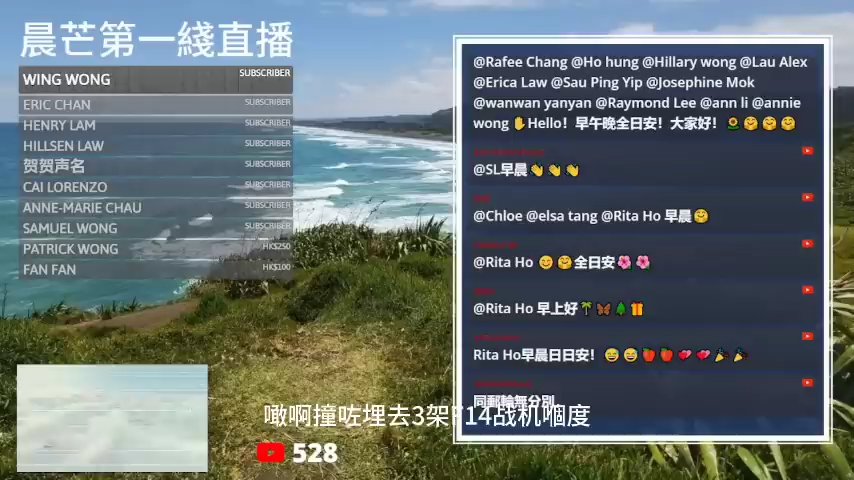 晨芒第一綫直播
WING WONG SUBSCRIBER
ERIC CHAN SUBSCRIBER
HENRY LAM SUBSCRIBER
HILLSEN LAW SUBSCRIBER
贺贺声名 SUBSCRIBER
CAI LORENZO SUBSCRIBER
ANNE-MARIE CHAU SUBSCRIBER
SAMUEL WONG SUBSCRIBER
PATRICK WONG HK$250
FAN FAN HK$100
@Rafee Chang @Ho hung @Hillary wong @Lau Alex
@Erica Law @Sau Ping Yip @Josephine Mok
@wanwan yanyan @Raymond Lee @ann li @annie
wong ✋Hello！早午晚全日安！大家好！ 🌻🤗🤗🤗
@SL早晨👏👏👏
@Chloe @elsa tang @Rita Ho 早晨🤗
@Rita Ho 😊🤗全日安🌺🌺
@Rita Ho 早上好🌴🦋🌲🎁
Rita Ho早晨日日安！ 😄😄🍎🍎💕💕🎉🎉
同郵輪無分別
噉啊撞咗埋去3架F14战机嗰度
528